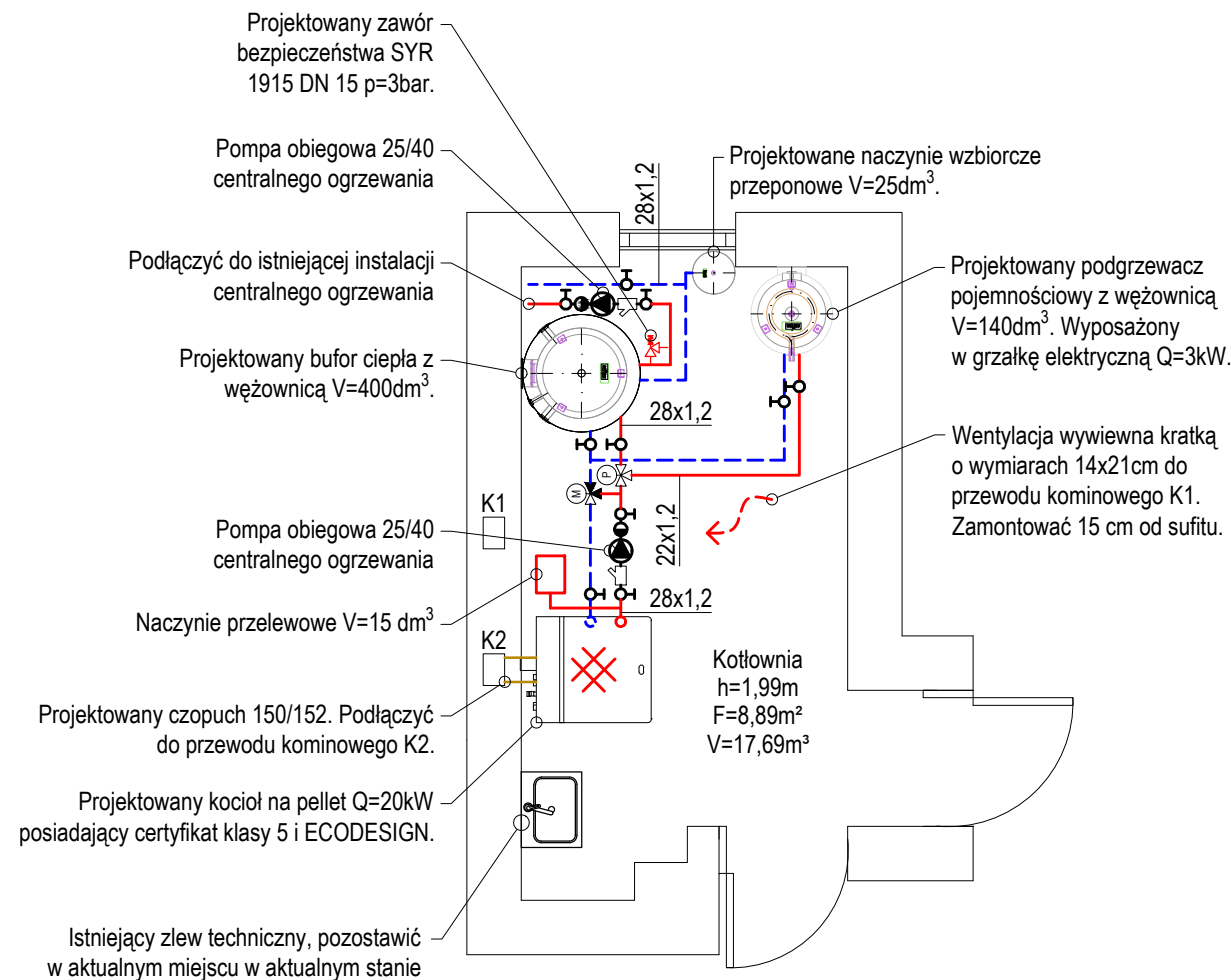 Projektowany zawór
bezpieczeństwa SYR
1915 DN 15 p=3bar.
Pompa obiegowa 25/40
centralnego ogrzewania
28x1,2
Projektowane naczynie wzbiorcze
przeponowe V=25dm³.
Podłączyć do istniejącej instalacji
centralnego ogrzewania
Projektowany podgrzewacz
pojemnościowy z wężownicą
V=140dm³. Wyposażony
w grzałkę elektryczną Q=3kW.
Projektowany bufor ciepła z
wężownicą V=400dm³.
28x1,2
Wentylacja wywiewna kratką
o wymiarach 14x21cm do
przewodu kominowego K1.
Zamontować 15 cm od sufitu.
P
M
K1
22x1,2
Pompa obiegowa 25/40
centralnego ogrzewania
28x1,2
Naczynie przelewowe V=15 dm³
K2
Kotłownia
h=1,99m
F=8,89m²
V=17,69m³
Projektowany czopuch 150/152. Podłączyć
do przewodu kominowego K2.
Projektowany kocioł na pellet Q=20kW
posiadający certyfikat klasy 5 i ECODESIGN.
Istniejący zlew techniczny, pozostawić
w aktualnym miejscu w aktualnym stanie